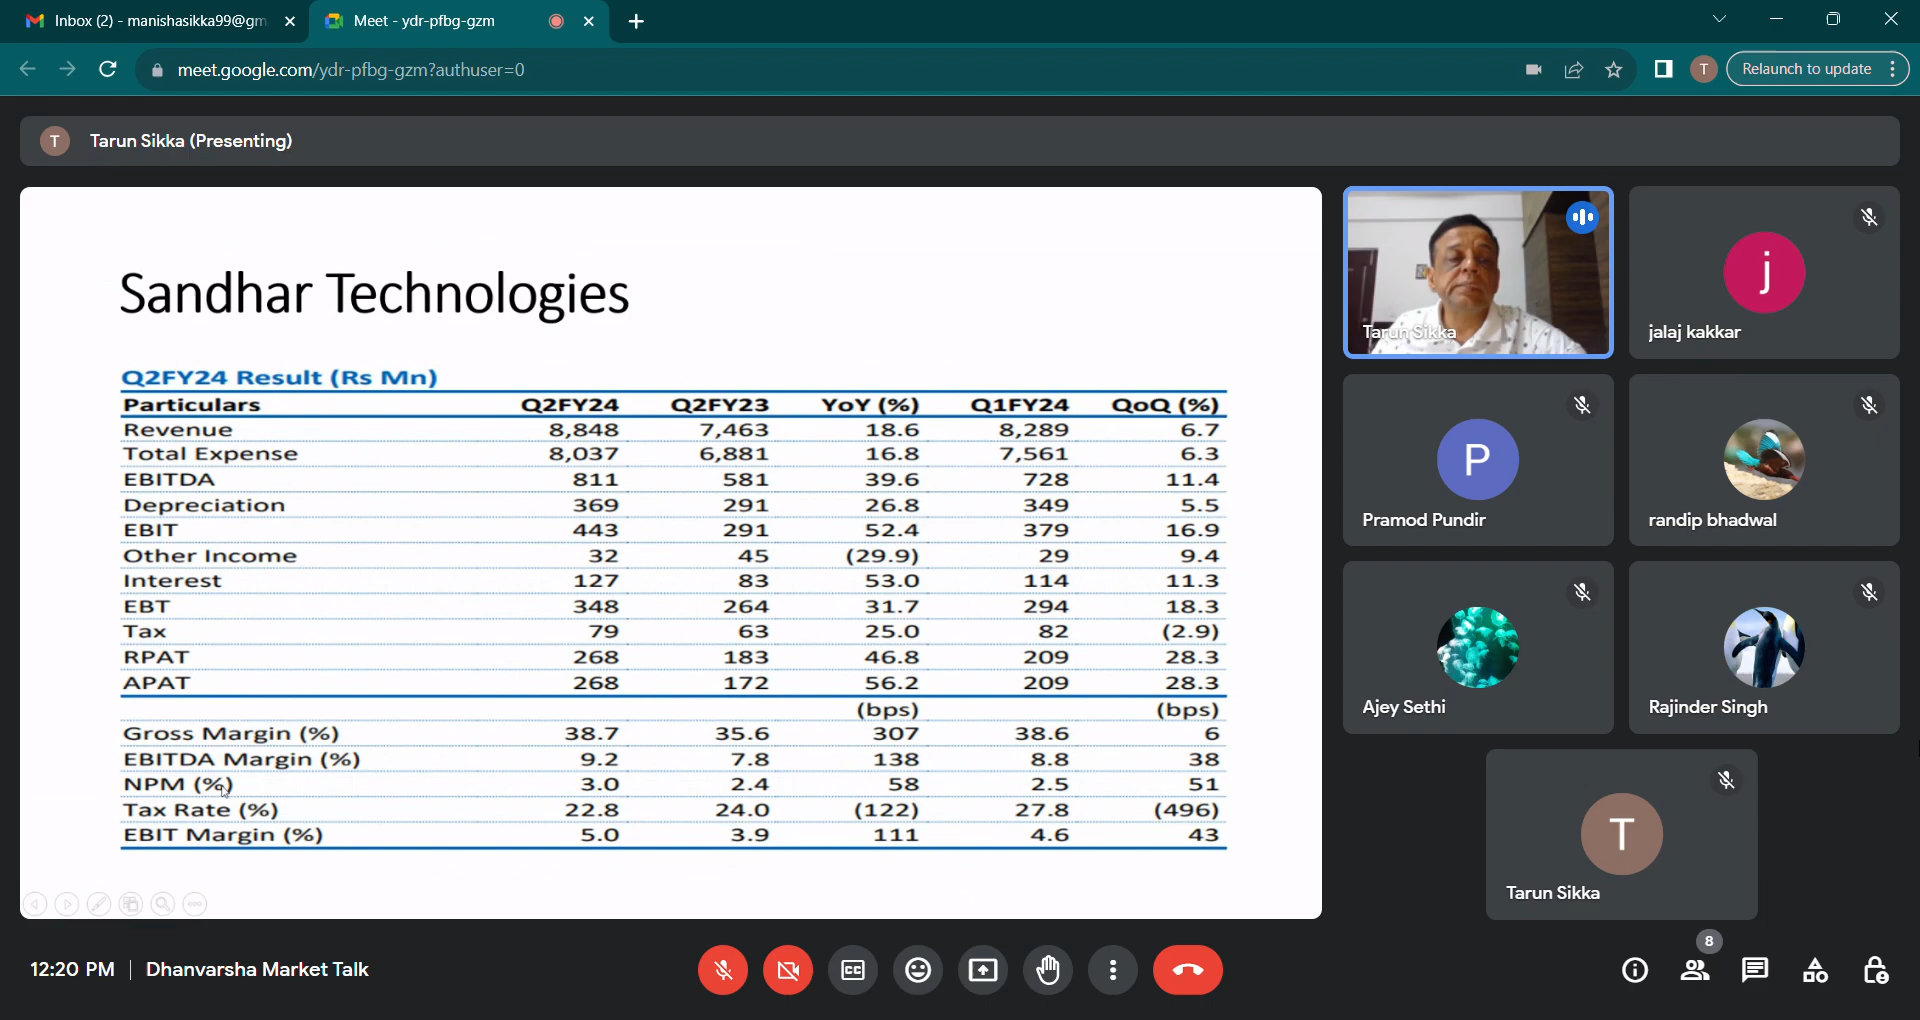 Inbox (2) - manishasikka99@gm
Meet - ydr-pfbg-gzm
meet.google.com/ydr-pfbg-gzm?authuser=0
T
Relaunch to update
T
Tarun Sikka (Presenting)
Sandhar Technologies
Q2FY24 Result (Rs Mn)
Particulars Q2FY24 Q2FY23 YoY (%) Q1FY24 QoQ (%)
Revenue 8,848 7,463 18.6 8,289 6.7
Total Expense 8,037 6,881 16.8 7,561 6.3
EBITDA 811 581 39.6 728 11.4
Depreciation 369 291 26.8 349 5.5
EBIT 443 291 52.4 379 16.9
Other Income 32 45 (29.9) 29 9.4
Interest 127 83 53.0 114 11.3
EBT 348 264 31.7 294 18.3
Tax 79 63 25.0 82 (2.9)
RPAT 268 183 46.8 209 28.3
APAT 268 172 56.2 209 28.3
(bps) (bps)
Gross Margin (%) 38.7 35.6 307 38.6 6
EBITDA Margin (%) 9.2 7.8 138 8.8 38
NPM (%) 3.0 2.4 58 2.5 51
Tax Rate (%) 22.8 24.0 (122) 27.8 (496)
EBIT Margin (%) 5.0 3.9 111 4.6 43
Tarun Sikka
j
jalaj kakkar
P
Pramod Pundir
randip bhadwal
Ajey Sethi
Rajinder Singh
T
Tarun Sikka
12:20 PM | Dhanvarsha Market Talk
CC
8